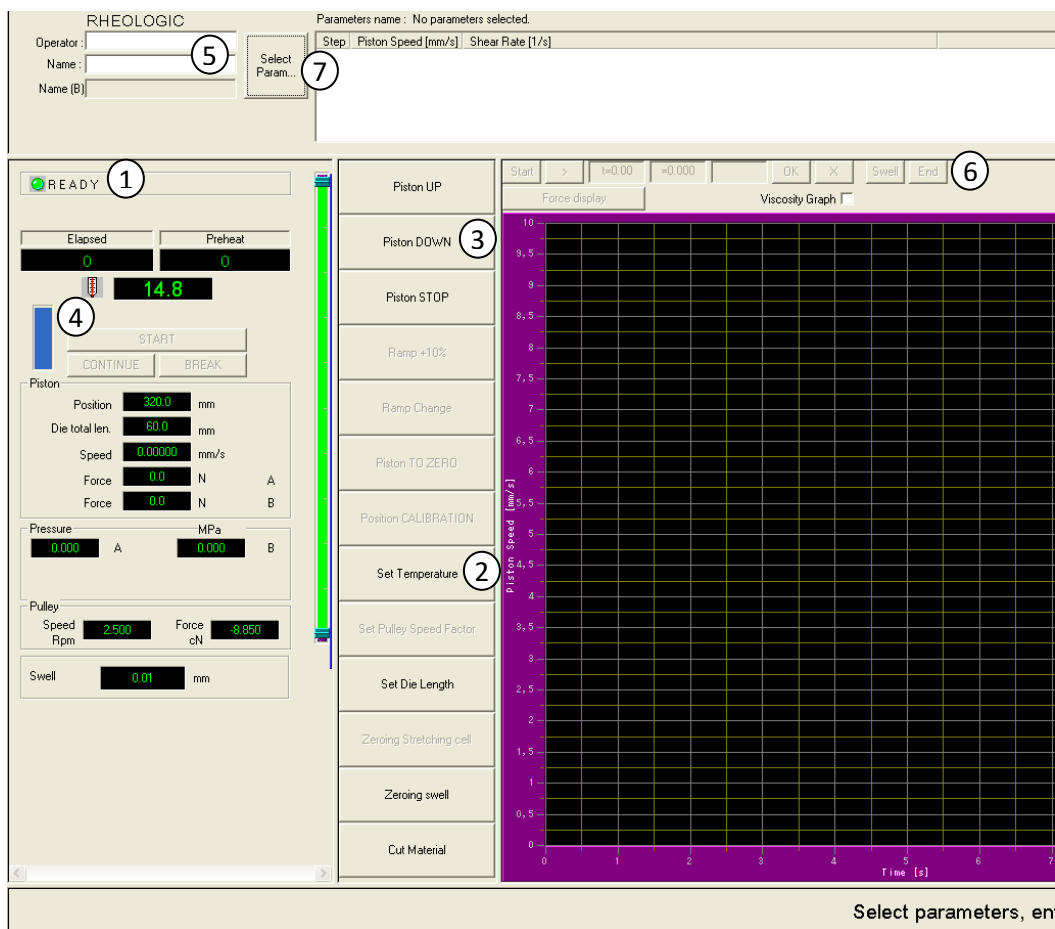 RHEOLOGIC
Operator :
Name :
Name (B)
5
Select
Param...
7
Parameters name : No parameters selected.
Step Piston Speed [mm/s] Shear Rate [1/s]
READY
1
Elapsed Preheat
0 0
14.8
4
START
CONTINUE BREAK
Piston
Position 320.0 mm
Die total len. 60.0 mm
Speed 0.00000 mm/s
Force 0.0 N A
Force 0.0 N B
Pressure MPa
0.000 A 0.000 B
Pulley
Speed Rpm 2.500 Force cN -8.850
Swell 0.01 mm
Piston UP
Piston DOWN
3
Piston STOP
Ramp +10%
Ramp Change
Piston TO ZERO
Position CALIBRATION
Set Temperature
2
Set Pulley Speed Factor
Set Die Length
Zeroing Stretching cell
Zeroing swell
Cut Material
Start > t=0.00 =0.000 OK X Swell End
6
Force display
Viscosity Graph
10
9,5
9
8,5
8
7,5
7
6,5
6
5,5
5
4,5
4
3,5
3
2,5
2
1,5
1
0,5
0
Piston Speed [mm/s]
0 1 2 3 4 5 6 7
Time [s]
Select parameters, en